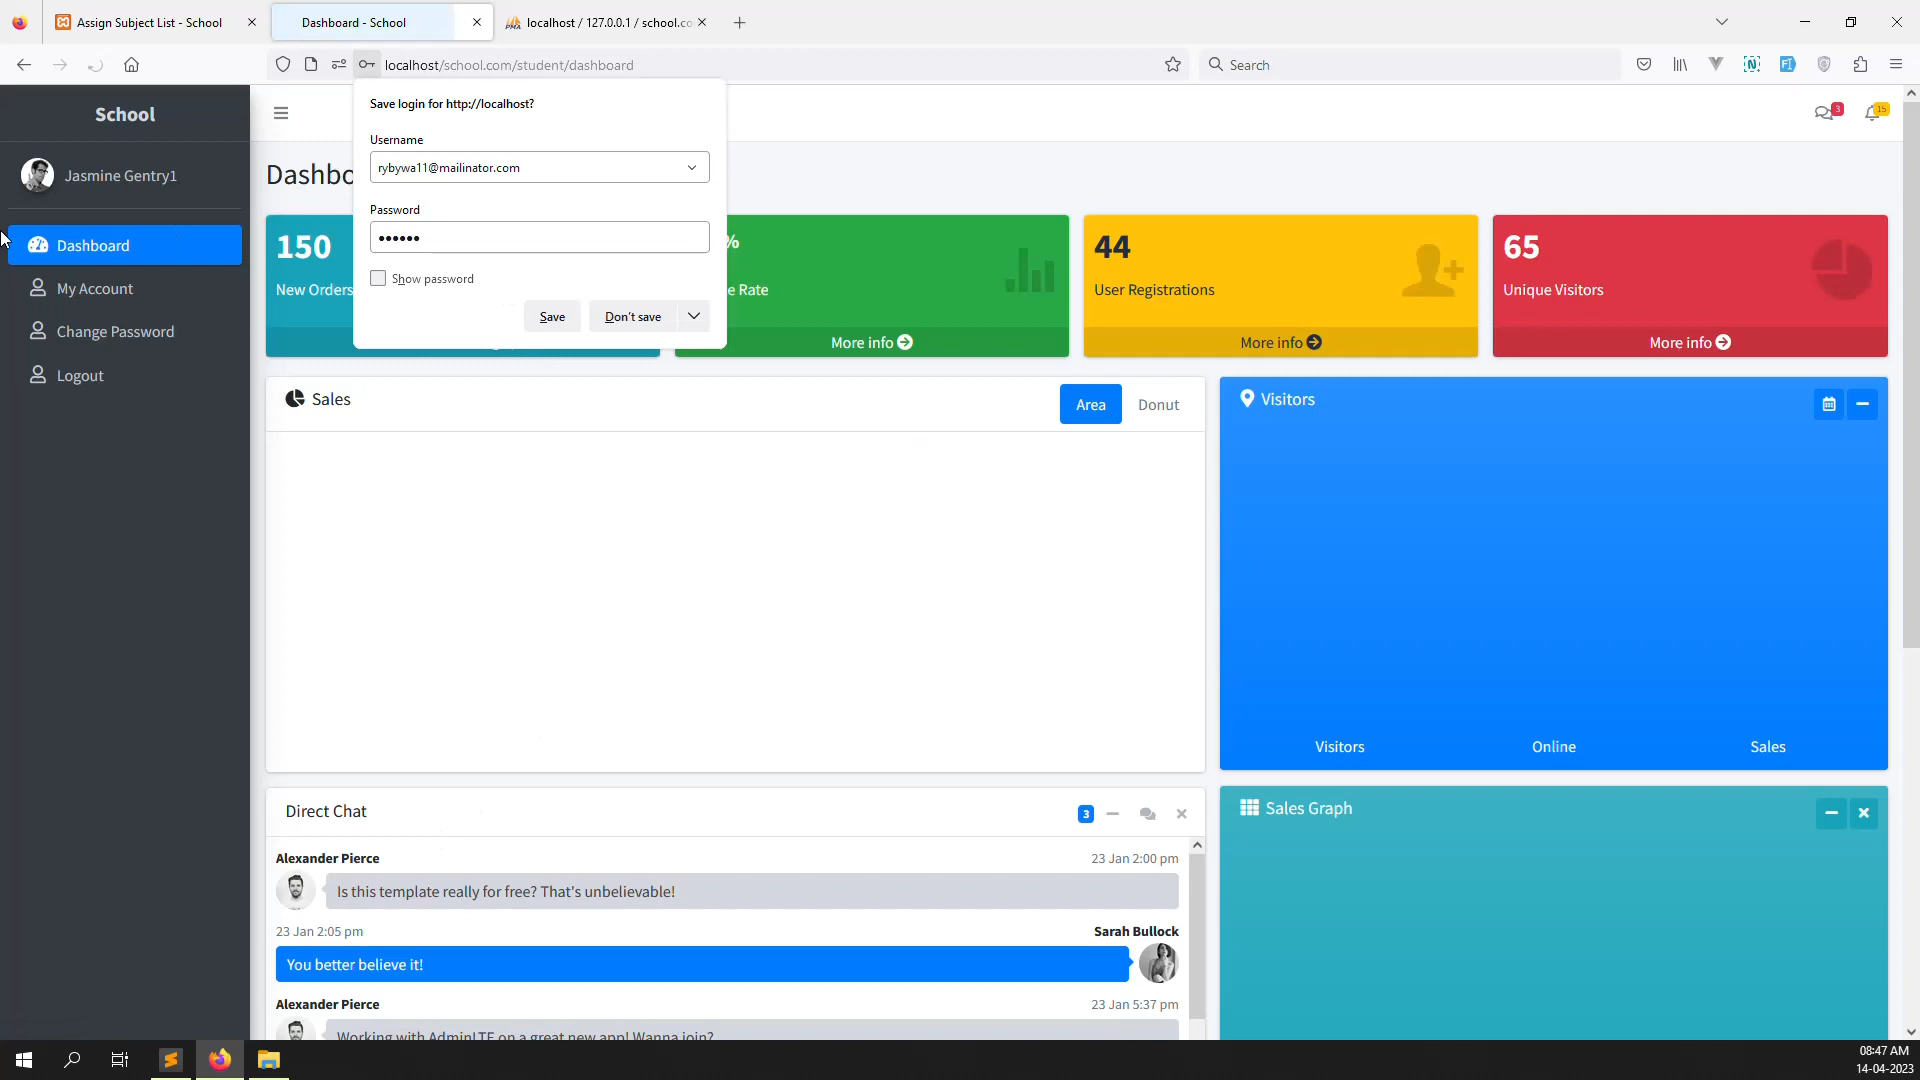 Assign Subject List - School
Dashboard - School
localhost / 127.0.0.1 / school.co
localhost/school.com/student/dashboard
Search
Save login for http://localhost?
Username
rybywa11@mailinator.com
Password
Show password
Save
Don't save
School
Jasmine Gentry1
Dashboard
My Account
Change Password
Logout
3
15
Dashbo
150
New Orders
%
e Rate
More info
44
User Registrations
More info
65
Unique Visitors
More info
Sales
Area
Donut
Visitors
Visitors
Online
Sales
Direct Chat
3
Alexander Pierce
23 Jan 2:00 pm
Is this template really for free? That's unbelievable!
23 Jan 2:05 pm
Sarah Bullock
You better believe it!
Alexander Pierce
23 Jan 5:37 pm
Working with AdminLTE on a great new app! Wanna join?
Sales Graph
08:47 AM
14-04-2023